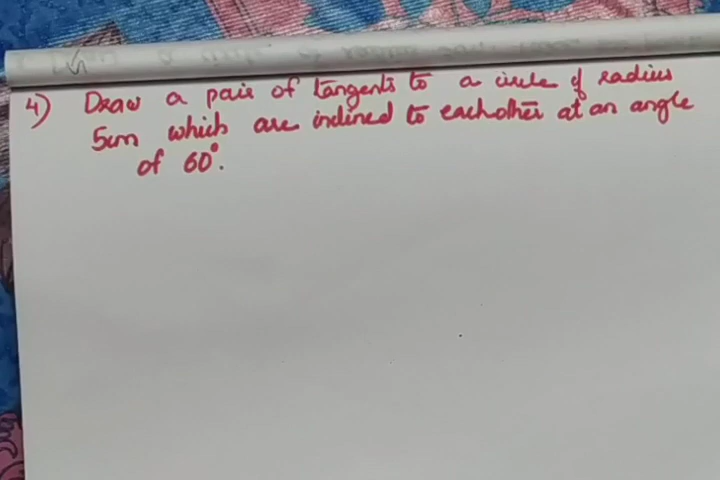 4) Draw a pair of tangents to a circle of radius
5cm which are inclined to eachother at an angle
of 60°.